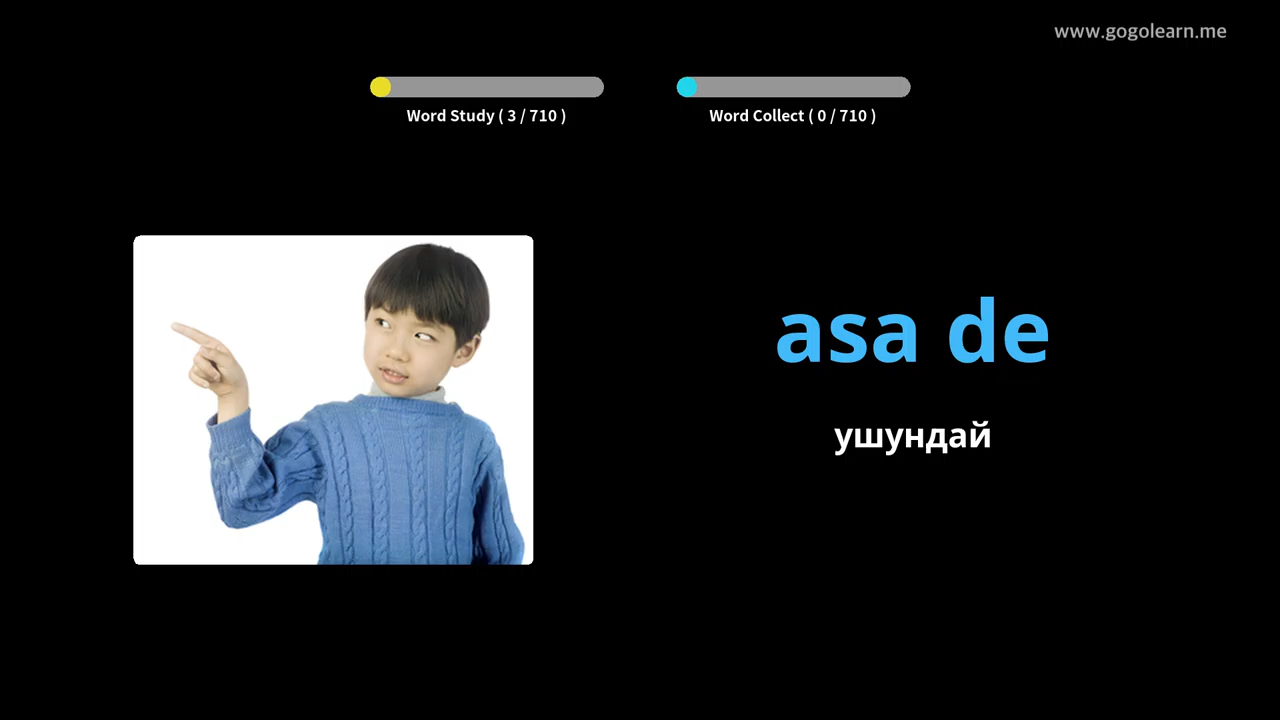 www.gogolearn.me
Word Study ( 3 / 710 )
Word Collect ( 0 / 710 )
asa de
ушундай